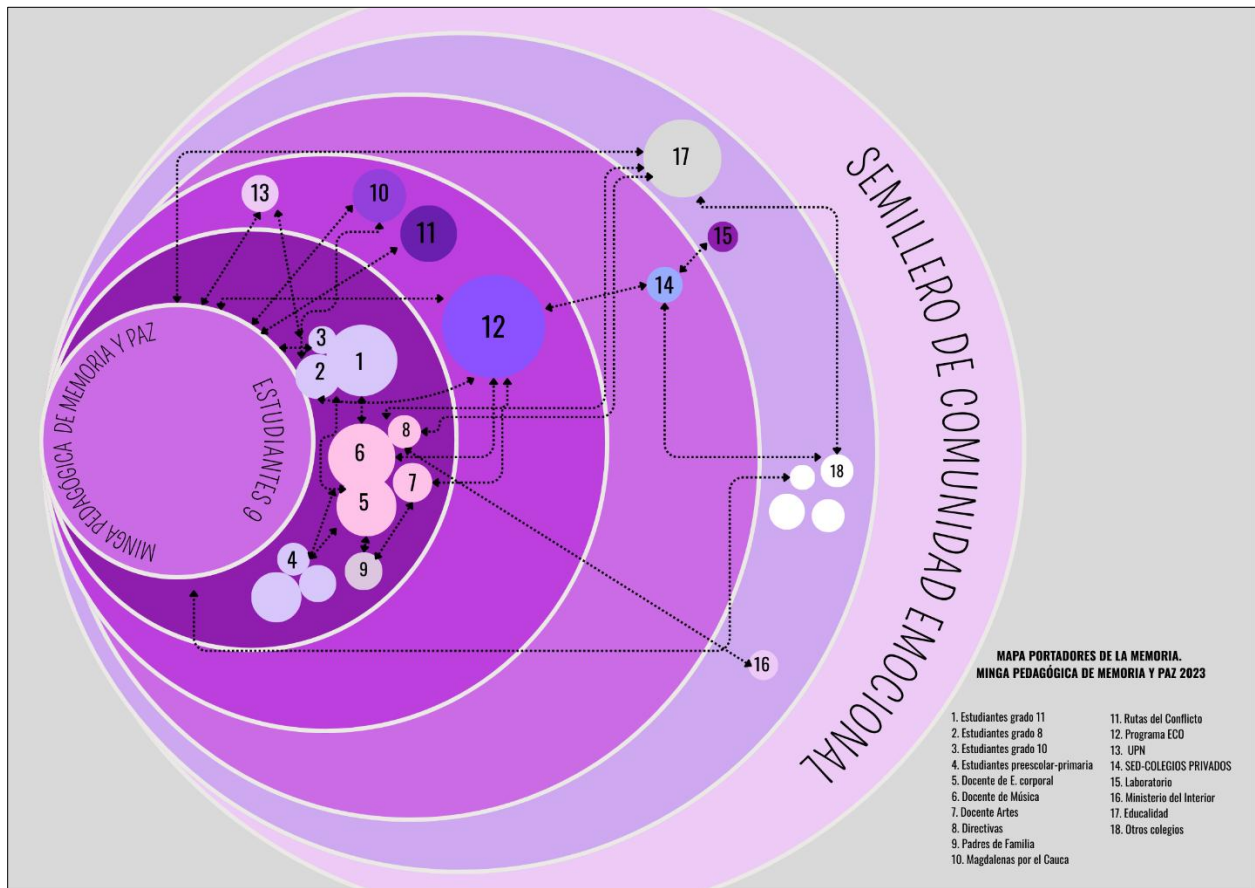 MINGA PEDAGÓGICA DE MEMORIA Y PAZ
ESTUDIANTES 9
SEMILLERO DE COMUNIDAD EMOCIONAL
13
10
11
17
15
14
12
3
1
2
8
6
7
5
4
9
18
16
MAPA PORTADORES DE LA MEMORIA.
MINGA PEDAGÓGICA DE MEMORIA Y PAZ 2023
1. Estudiantes grado 11
2. Estudiantes grado 8
3. Estudiantes grado 10
4. Estudiantes preescolar-primaria
5. Docente de E. corporal
6. Docente de Música
7. Docente Artes
8. Directivas
9. Padres de Familia
10. Magdalenas por el Cauca
11. Rutas del Conflicto
12. Programa ECO
13. UPN
14. SED-COLEGIOS PRIVADOS
15. Laboratorio
16. Ministerio del Interior
17. Educalidad
18. Otros colegios